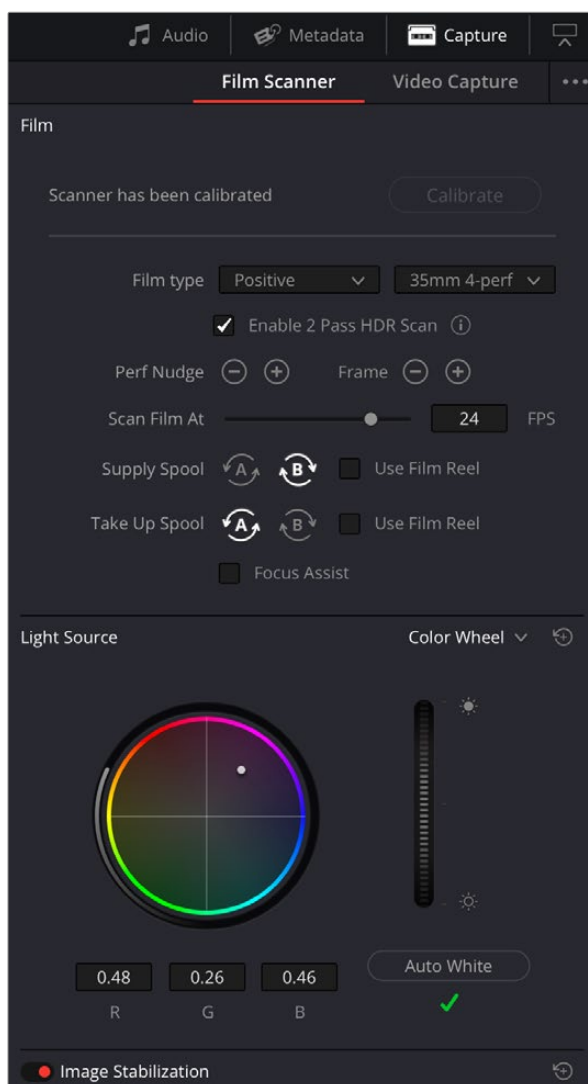 Audio Metadata Capture
Film Scanner Video Capture
Film
Scanner has been calibrated Calibrate
Film type Positive 35mm 4-perf
Enable 2 Pass HDR Scan
Perf Nudge Frame
Scan Film At 24 FPS
Supply Spool A B Use Film Reel
Take Up Spool A B Use Film Reel
Focus Assist
Light Source Color Wheel
0.48 0.26 0.46 Auto White
R G B
Image Stabilization